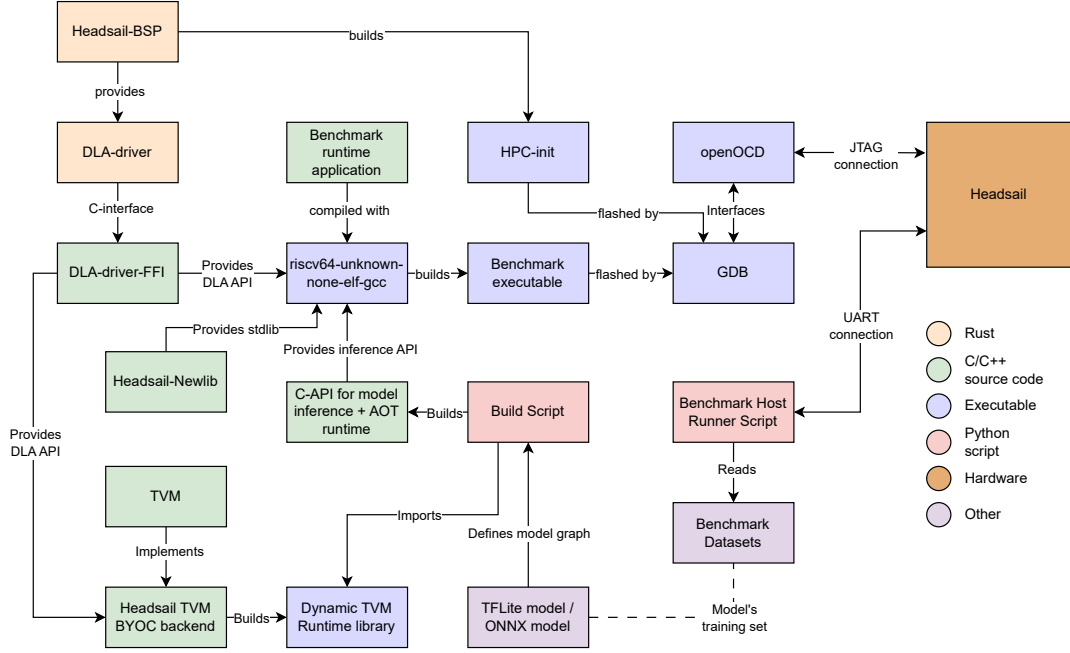 Headsail-BSP
builds
provides
DLA-driver
Benchmark
runtime
application
HPC-init
openOCD
JTAG
connection
Headsail
C-interface
compiled with
flashed by
Interfaces
DLA-driver-FFI
Provides
DLA API
riscv64-unknown-
none-elf-gcc
builds
Benchmark
executable
flashed by
GDB
Provides stdlib
UART
connection
Provides inference API
Headsail-Newlib
C-API for model
inference + AOT
runtime
Builds
Build Script
Benchmark Host
Runner Script
Provides
DLA API
Reads
TVM
Imports
Defines model graph
Benchmark
Datasets
Implements
Headsail TVM
BYOC backend
Builds
Dynamic TVM
Runtime library
TFLite model /
ONNX model
Model's
training set
Rust
C/C++
source code
Executable
Python
script
Hardware
Other